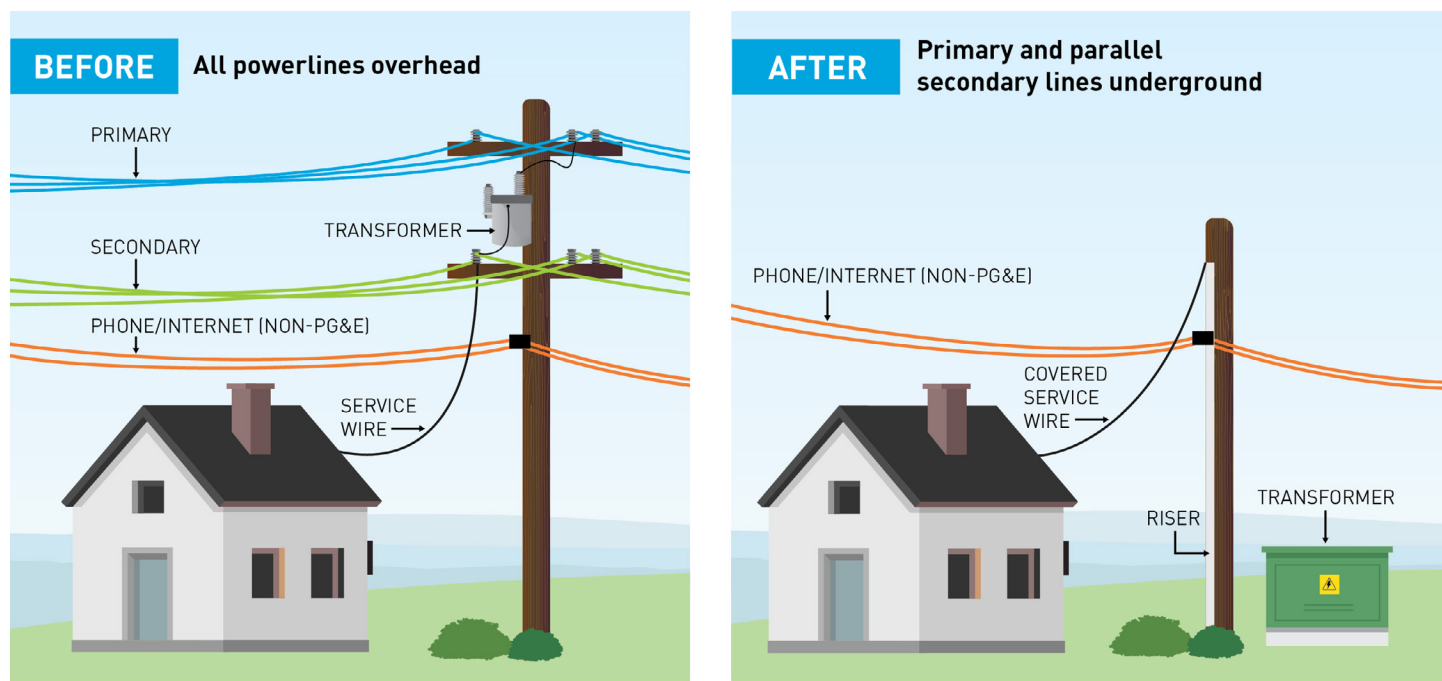 BEFORE
All powerlines overhead
PRIMARY
TRANSFORMER
SECONDARY
PHONE/INTERNET (NON-PG&E)
SERVICE
WIRE
AFTER
Primary and parallel
secondary lines underground
PHONE/INTERNET (NON-PG&E)
COVERED
SERVICE
WIRE
RISER
TRANSFORMER